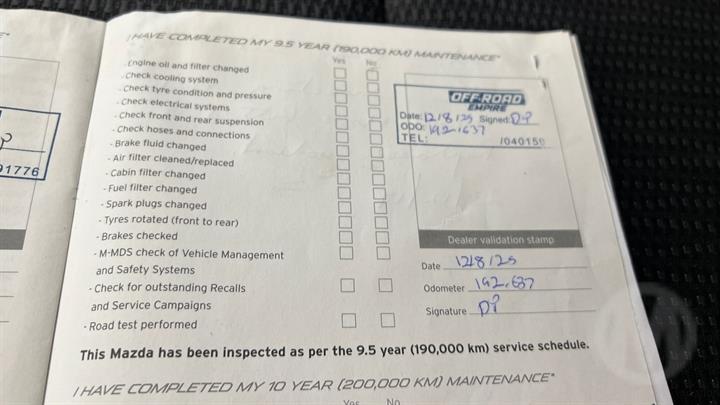 I HAVE COMPLETED MY 9.5 YEAR (190,000 KM) MAINTENANCE*
Yes No
- Engine oil and filter changed
- Check cooling system
- Check tyre condition and pressure
- Check electrical systems
- Check front and rear suspension
- Check hoses and connections
- Brake fluid changed
- Air filter cleaned/replaced
- Cabin filter changed
- Fuel filter changed
- Spark plugs changed
- Tyres rotated (front to rear)
- Brakes checked
- M-MDS check of Vehicle Management
and Safety Systems
- Check for outstanding Recalls
and Service Campaigns
- Road test performed
OFF-ROAD
EMPIRE
Date: 12/8/25 Signed:
ODO: 192,637
TEL: /040150
Dealer validation stamp
Date 12/8/25
Odometer 192,637
Signature
This Mazda has been inspected as per the 9.5 year (190,000 km) service schedule.
I HAVE COMPLETED MY 10 YEAR (200,000 KM) MAINTENANCE*
Yes No
91776